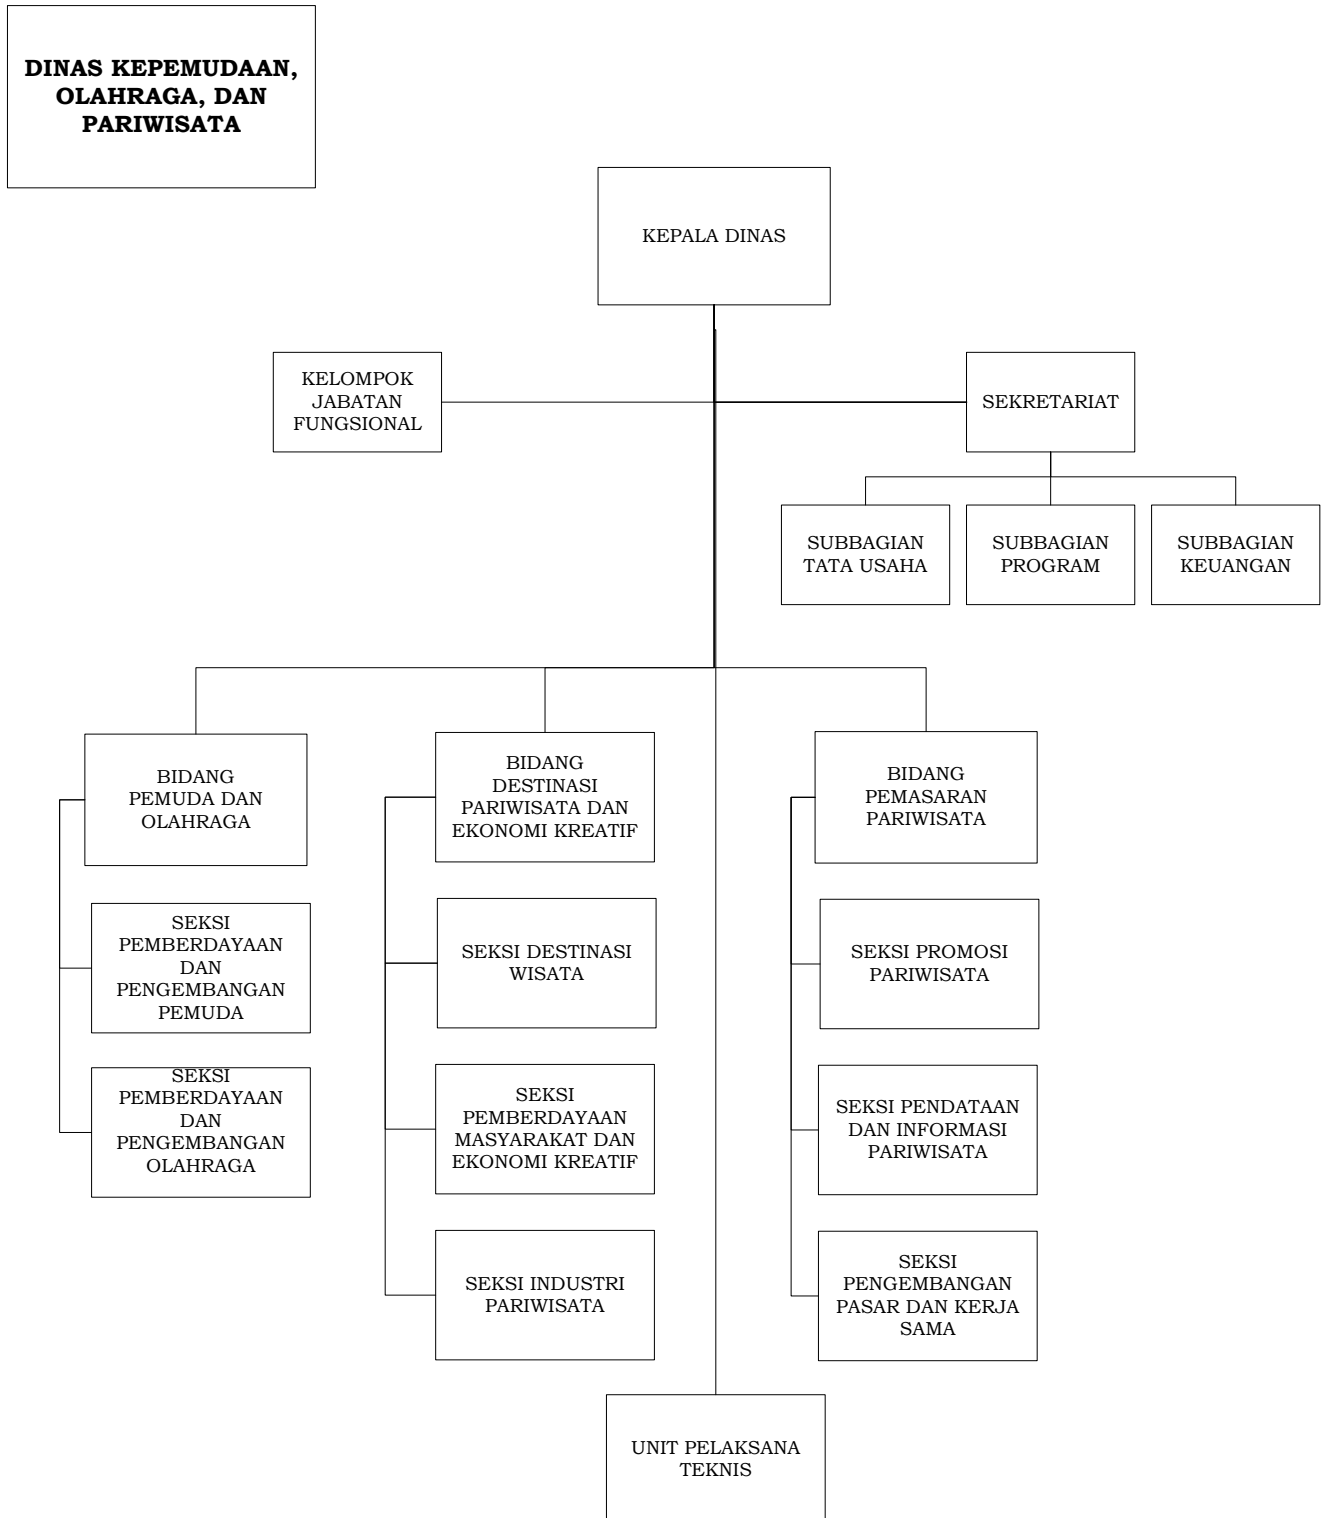 DINAS KEPEMUDAAN,
OLAHRAGA, DAN
PARIWISATA
KEPALA DINAS
KELOMPOK
JABATAN
FUNGSIONAL
SEKRETARIAT
SUBBAGIAN
TATA USAHA
SUBBAGIAN
PROGRAM
SUBBAGIAN
KEUANGAN
BIDANG
PEMUDA DAN
OLAHRAGA
BIDANG
DESTINASI
PARIWISATA DAN
EKONOMI KREATIF
BIDANG
PEMASARAN
PARIWISATA
SEKSI
PEMBERDAYAAN
DAN
PENGEMBANGAN
PEMUDA
SEKSI DESTINASI
WISATA
SEKSI PROMOSI
PARIWISATA
SEKSI
PEMBERDAYAAN
DAN
PENGEMBANGAN
OLAHRAGA
SEKSI
PEMBERDAYAAN
MASYARAKAT DAN
EKONOMI KREATIF
SEKSI PENDATAAN
DAN INFORMASI
PARIWISATA
SEKSI INDUSTRI
PARIWISATA
SEKSI
PENGEMBANGAN
PASAR DAN KERJA
SAMA
UNIT PELAKSANA
TEKNIS